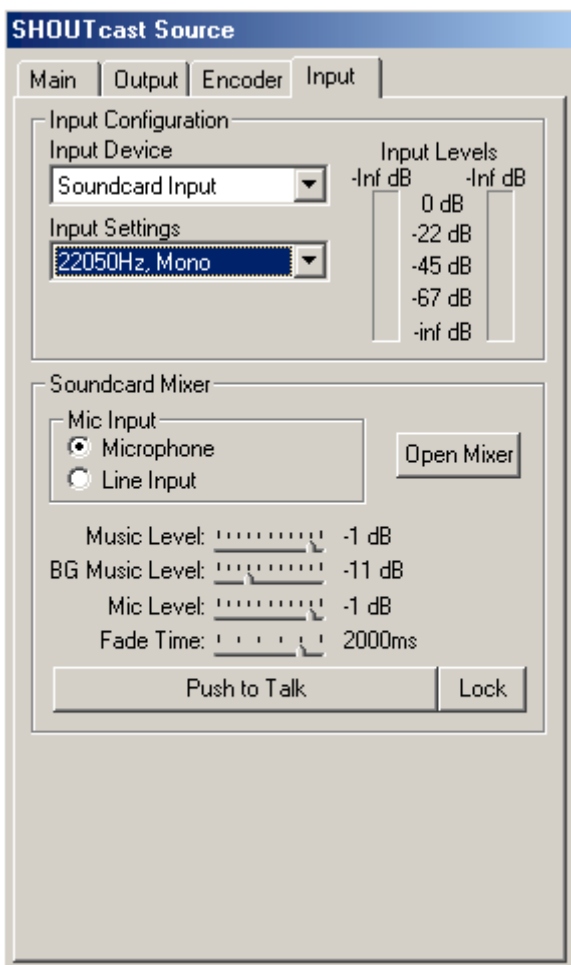 SHOUTcast Source
Main Output Encoder Input
Input Configuration
Input Device
Soundcard Input
Input Settings
22050Hz, Mono
Input Levels
-Inf dB -Inf dB
0 dB
-22 dB
-45 dB
-67 dB
-inf dB
Soundcard Mixer
Mic Input
Microphone
Line Input
Open Mixer
Music Level: -1 dB
BG Music Level: -11 dB
Mic Level: -1 dB
Fade Time: 2000ms
Push to Talk Lock